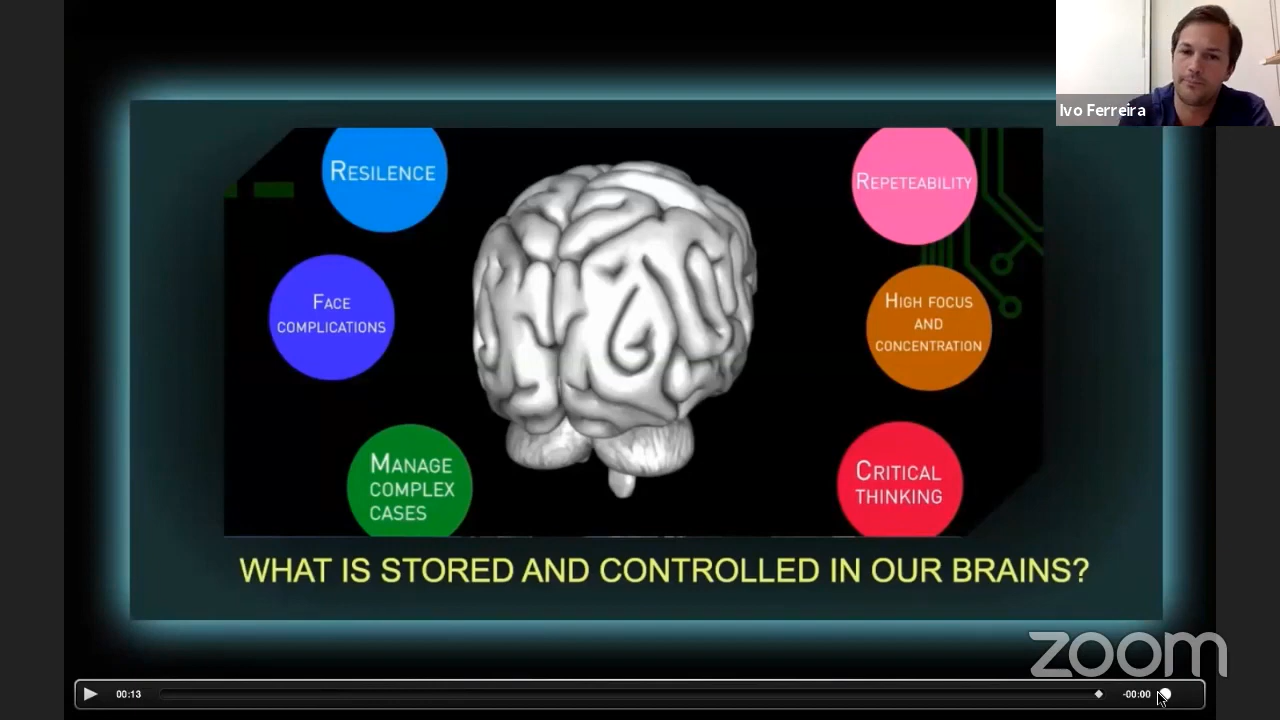 Ivo Ferreira
RESILENCE
REPETEABILITY
FACE
COMPLICATIONS
HIGH FOCUS
AND
CONCENTRATION
MANAGE
COMPLEX
CASES
CRITICAL
THINKING
WHAT IS STORED AND CONTROLLED IN OUR BRAINS?
zoom
00:13
-00:00